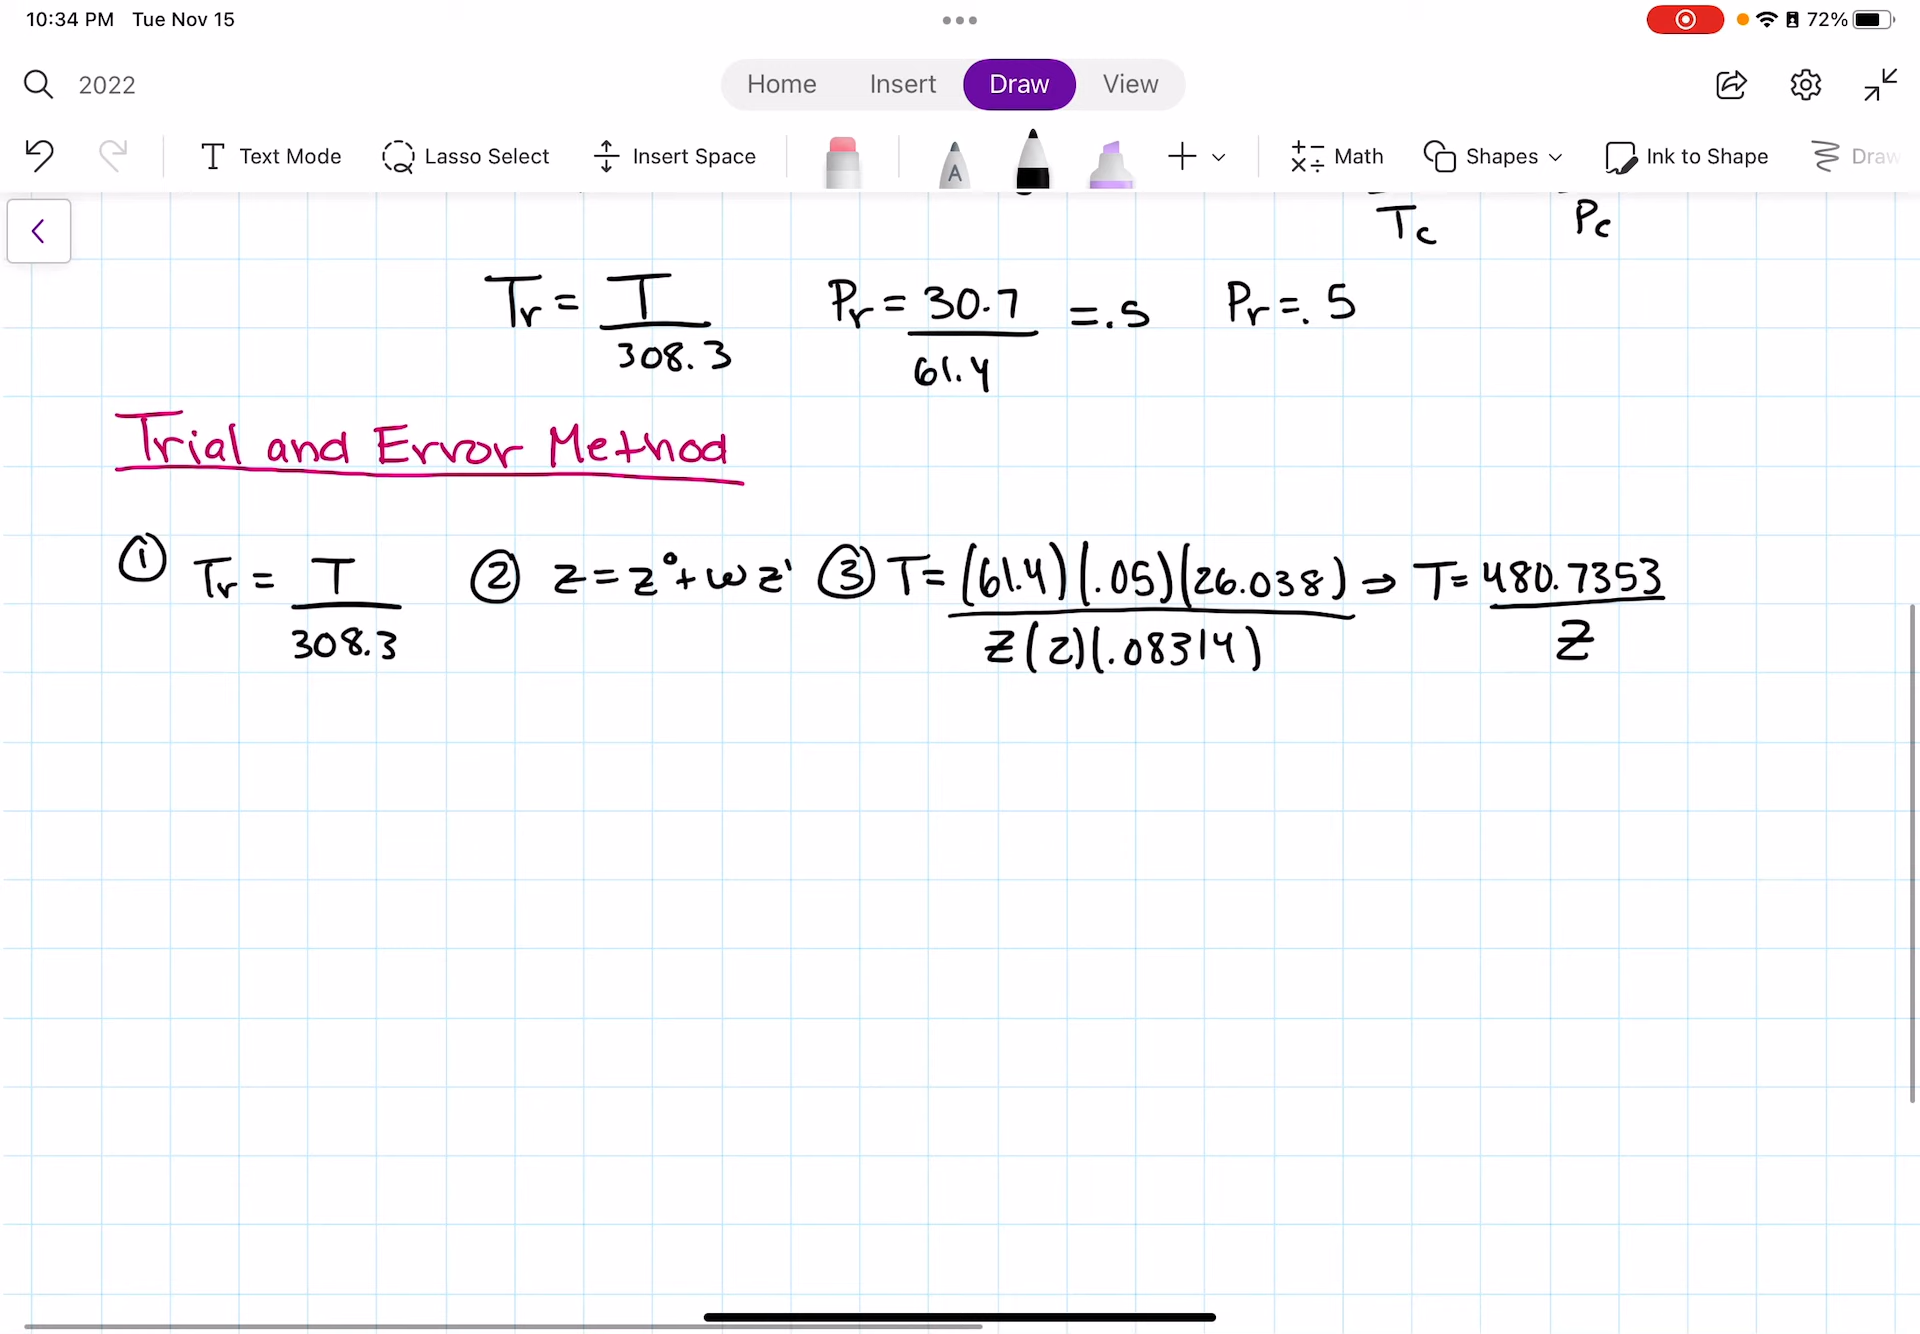 10:34 PM Tue Nov 15 72%
2022 Home Insert Draw View
T Text Mode Lasso Select Insert Space A Math Shapes Ink to Shape Draw
Tc Pc
Tr = T / 308.3 Pr = 30.7 / 61.4 = .5 Pr = .5
Trial and Error Method
① Tr = T / 308.3 ② z = z° + ω z' ③ T = (61.4)(.05)(26.038) / z(2)(.08314) ⇒ T = 480.7353 / z